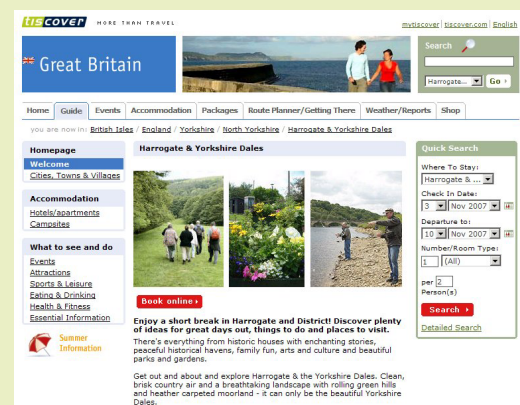 tiscover MORE THAN TRAVEL
mytiscover | tiscover.com | English
Great Britain
Search
Harrogate... Go
Home Guide Events Accommodation Packages Route Planner/Getting There Weather/Reports Shop
you are now in: British Isles / England / Yorkshire / North Yorkshire / Harrogate & Yorkshire Dales
Homepage
Welcome
Cities, Towns & Villages
Accommodation
Hotels/apartments
Campsites
What to see and do
Events
Attractions
Sports & Leisure
Eating & Drinking
Health & Fitness
Essential Information
Summer
Information
Harrogate & Yorkshire Dales
Book online
Enjoy a short break in Harrogate and District! Discover plenty
of ideas for great days out, things to do and places to visit.
There's everything from historic houses with enchanting stories,
peaceful historical havens, family fun, arts and culture and beautiful
parks and gardens.
Get out and about and explore Harrogate & the Yorkshire Dales. Clean,
brisk country air and a breathtaking landscape with rolling green hills
and heather carpeted moorland - it can only be the beautiful Yorkshire
Dales.
Quick Search
Where To Stay:
Harrogate & ...
Check In Date:
3 Nov 2007
Departure to:
10 Nov 2007
Number/Room Type:
1 (All)
per 2
Person(s)
Search
Detailed Search